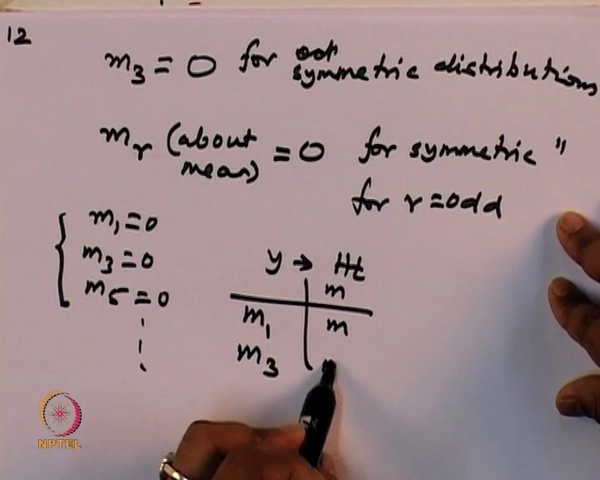 12
m₃ = 0 for symmetric distributions
mᵣ (about mean) = 0 for symmetric "
for r = odd
m₁ = 0
m₃ = 0
m₅ = 0
y → Ht
m
m₁ m
m₃
NPTEL